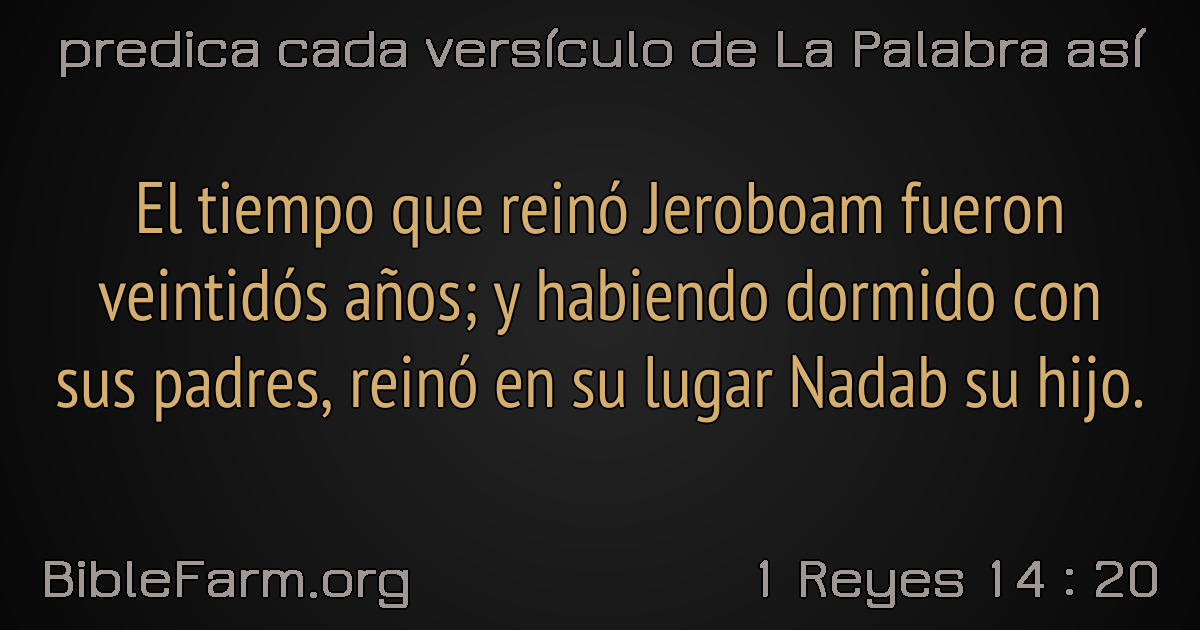 predica cada versículo de La Palabra así
El tiempo que reinó Jeroboam fueron
veintidós años; y habiendo dormido con
sus padres, reinó en su lugar Nadab su hijo.
BibleFarm.org
1 Reyes 14 : 20